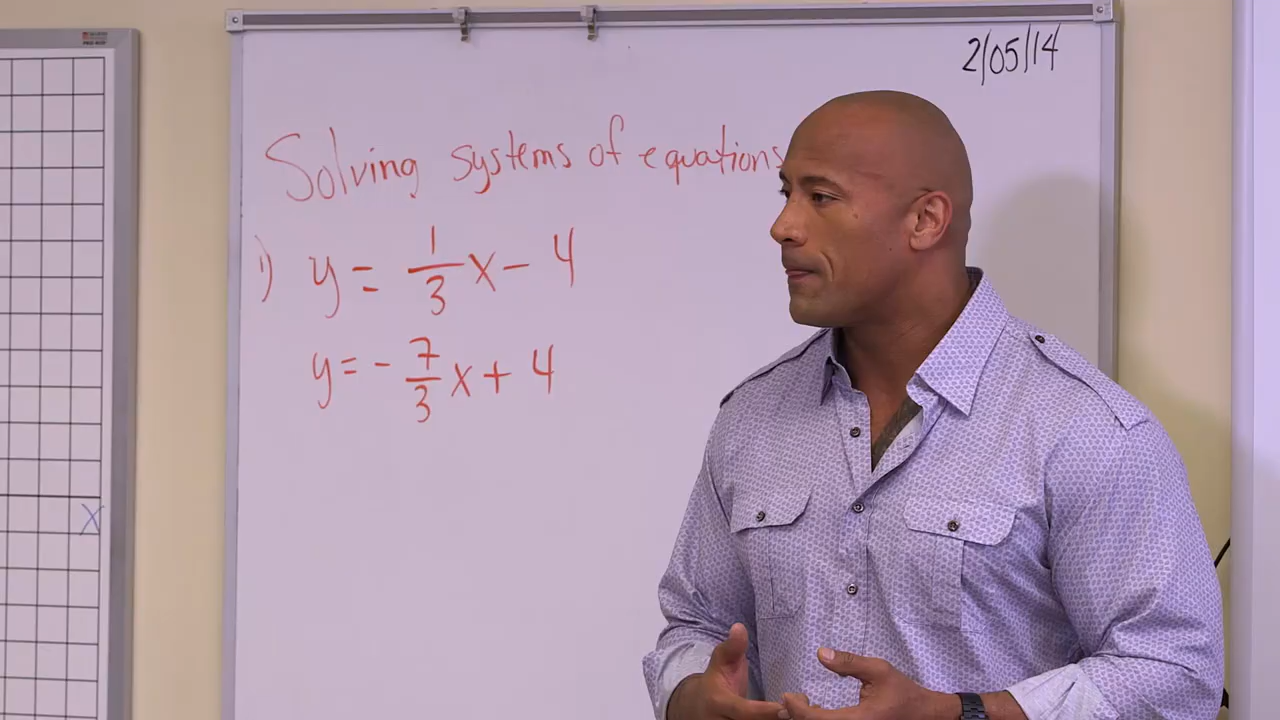 2/05/14
Solving systems of equations
1) y = 1/3 x - 4
y = - 7/3 x + 4
X